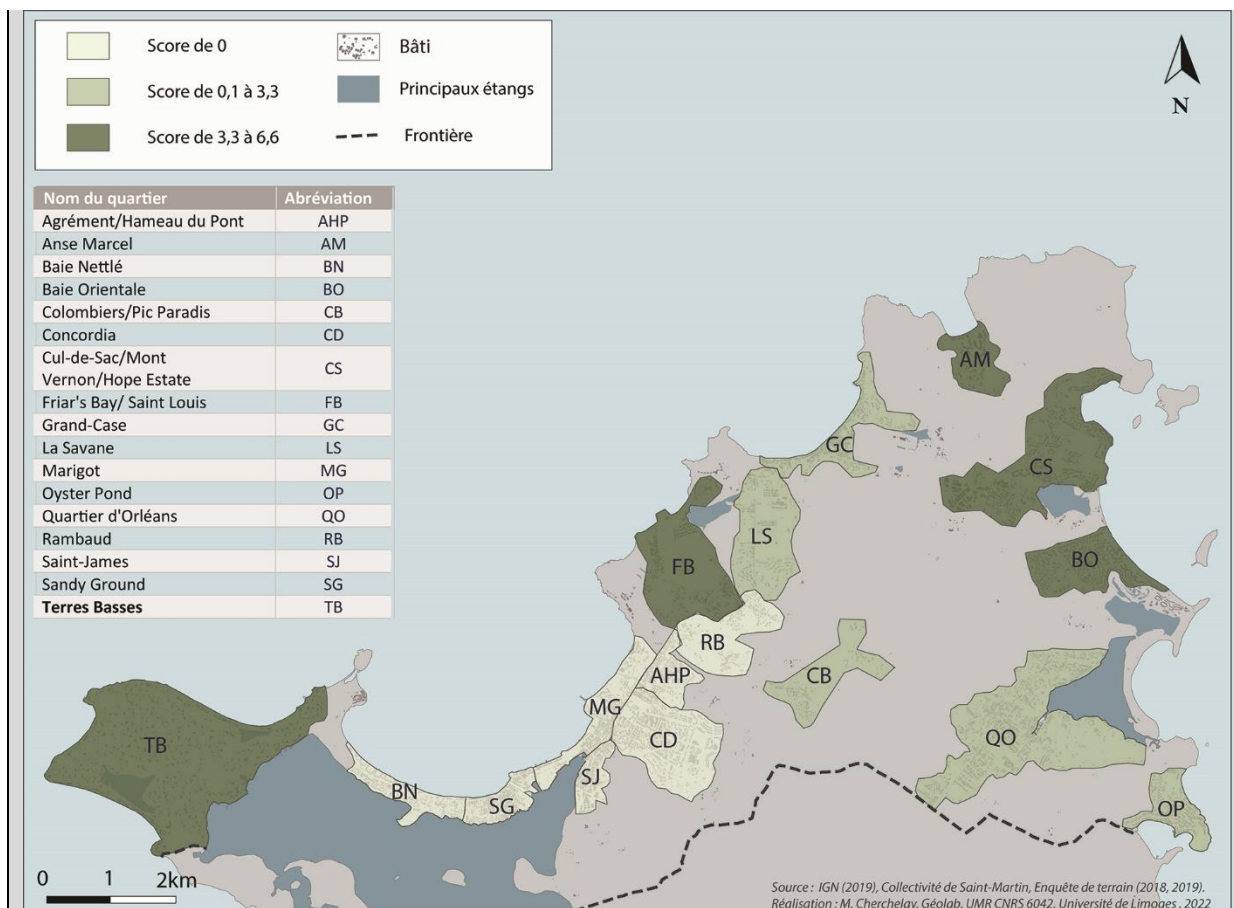 Score de 0
Score de 0,1 à 3,3
Score de 3,3 à 6,6
Bâti
Principaux étangs
Frontière
N
Nom du quartier Abréviation
Agrément/Hameau du Pont AHP
Anse Marcel AM
Baie Nettlé BN
Baie Orientale BO
Colombiers/Pic Paradis CB
Concordia CD
Cul-de-Sac/Mont
Vernon/Hope Estate CS
Friar's Bay/ Saint Louis FB
Grand-Case GC
La Savane LS
Marigot MG
Oyster Pond OP
Quartier d'Orléans QO
Rambaud RB
Saint-James SJ
Sandy Ground SG
Terres Basses TB
AM
GC
CS
LS
FB
BO
RB
AHP
CB
MG
TB
CD
QO
SJ
BN
SG
OP
0 1 2km
Source : IGN (2019), Collectivité de Saint-Martin, Enquête de terrain (2018, 2019).
Réalisation : M. Cherchelay, Géolab, UMR CNRS 6042, Université de Limoges , 2022